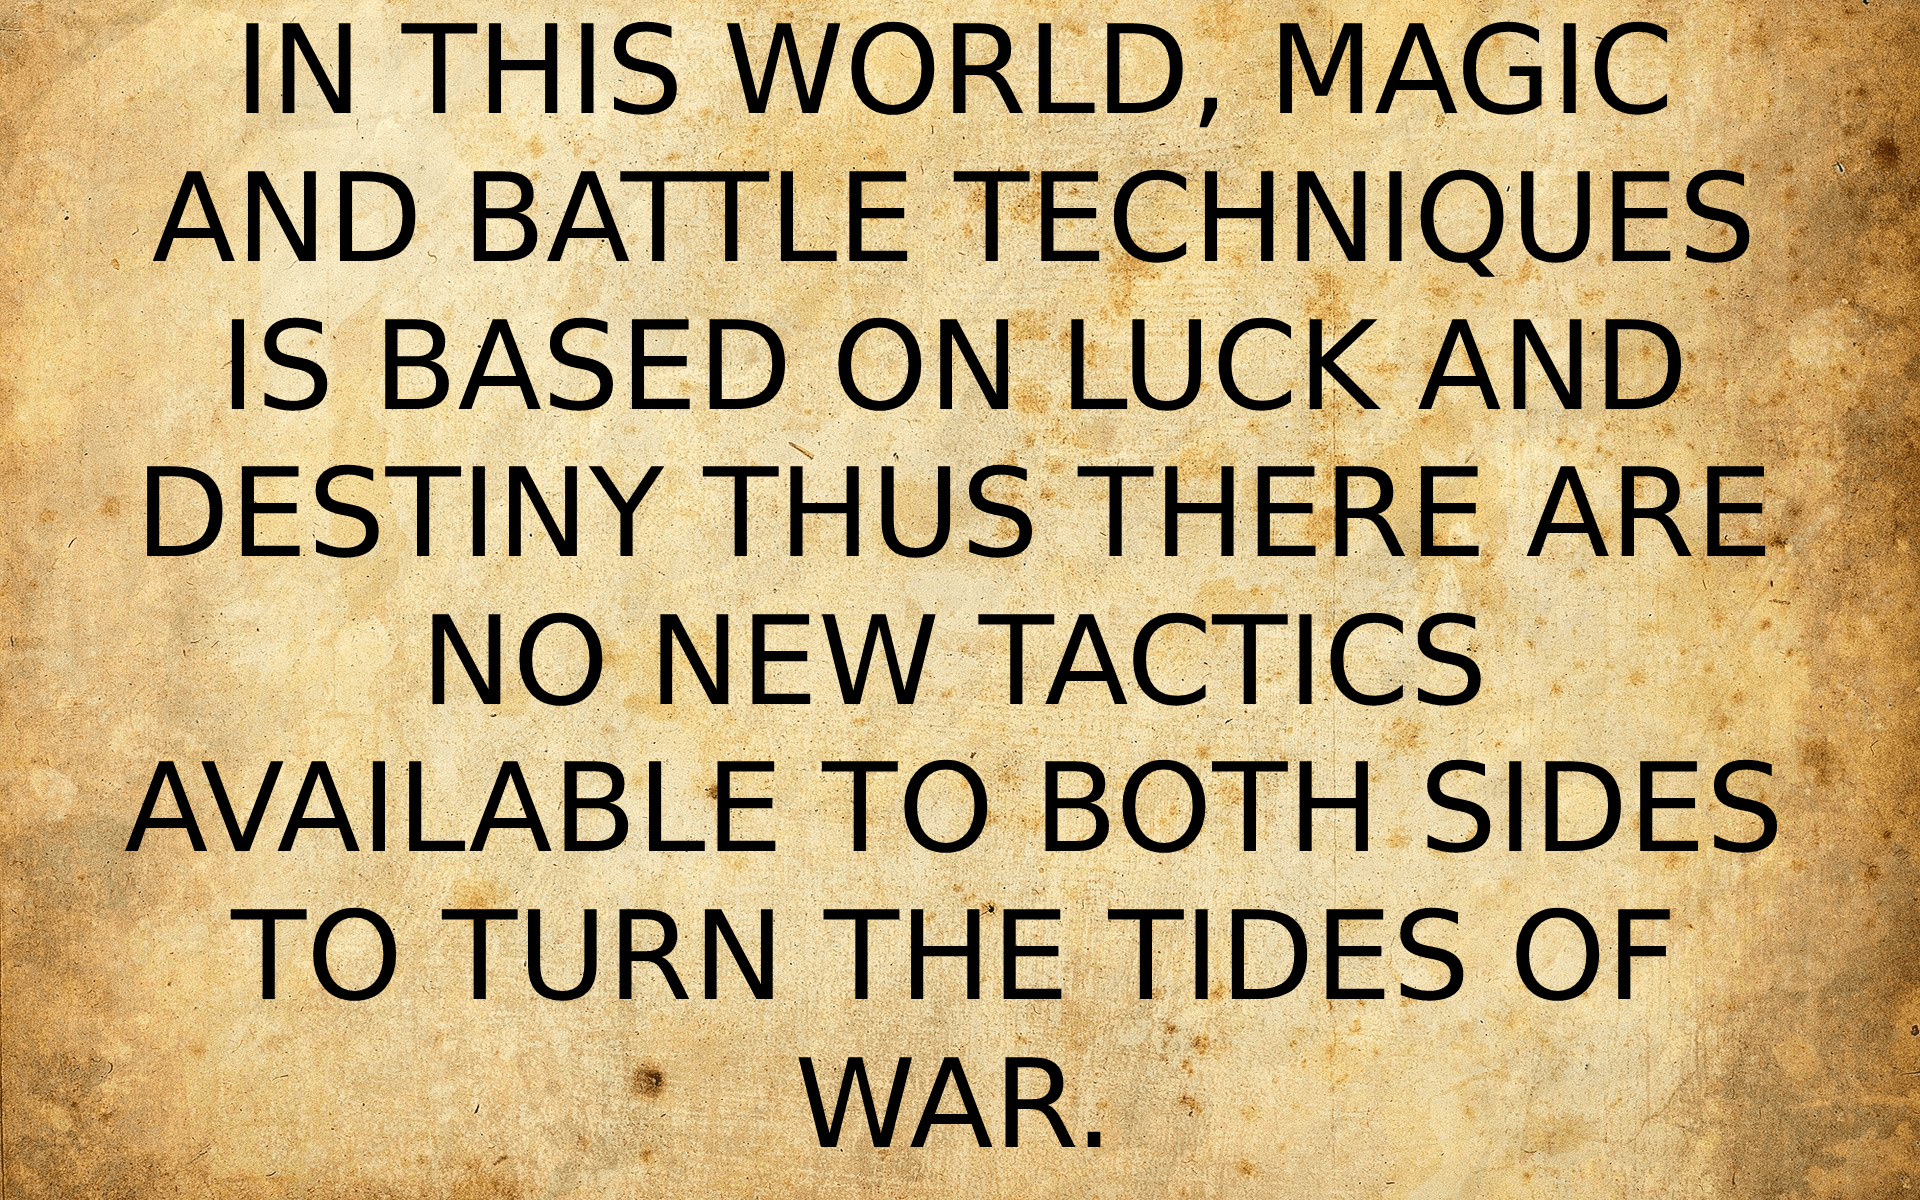 IN THIS WORLD, MAGIC
AND BATTLE TECHNIQUES
IS BASED ON LUCK AND
DESTINY THUS THERE ARE
NO NEW TACTICS
AVAILABLE TO BOTH SIDES
TO TURN THE TIDES OF
WAR.